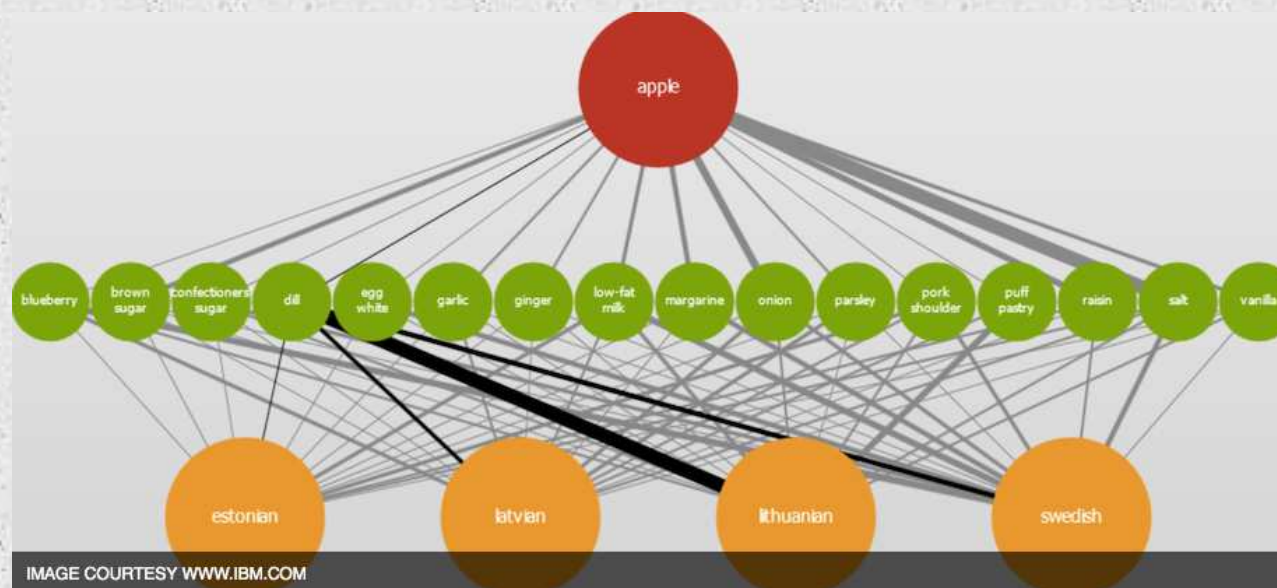 apple
blueberry
brown
sugar
confectioners'
sugar
dill
egg
white
garlic
ginger
low-fat
milk
margarine
onion
parsley
pork
shoulder
puff
pastry
raisin
salt
vanilla
estonian
latvian
lithuanian
swedish
IMAGE COURTESY WWW.IBM.COM